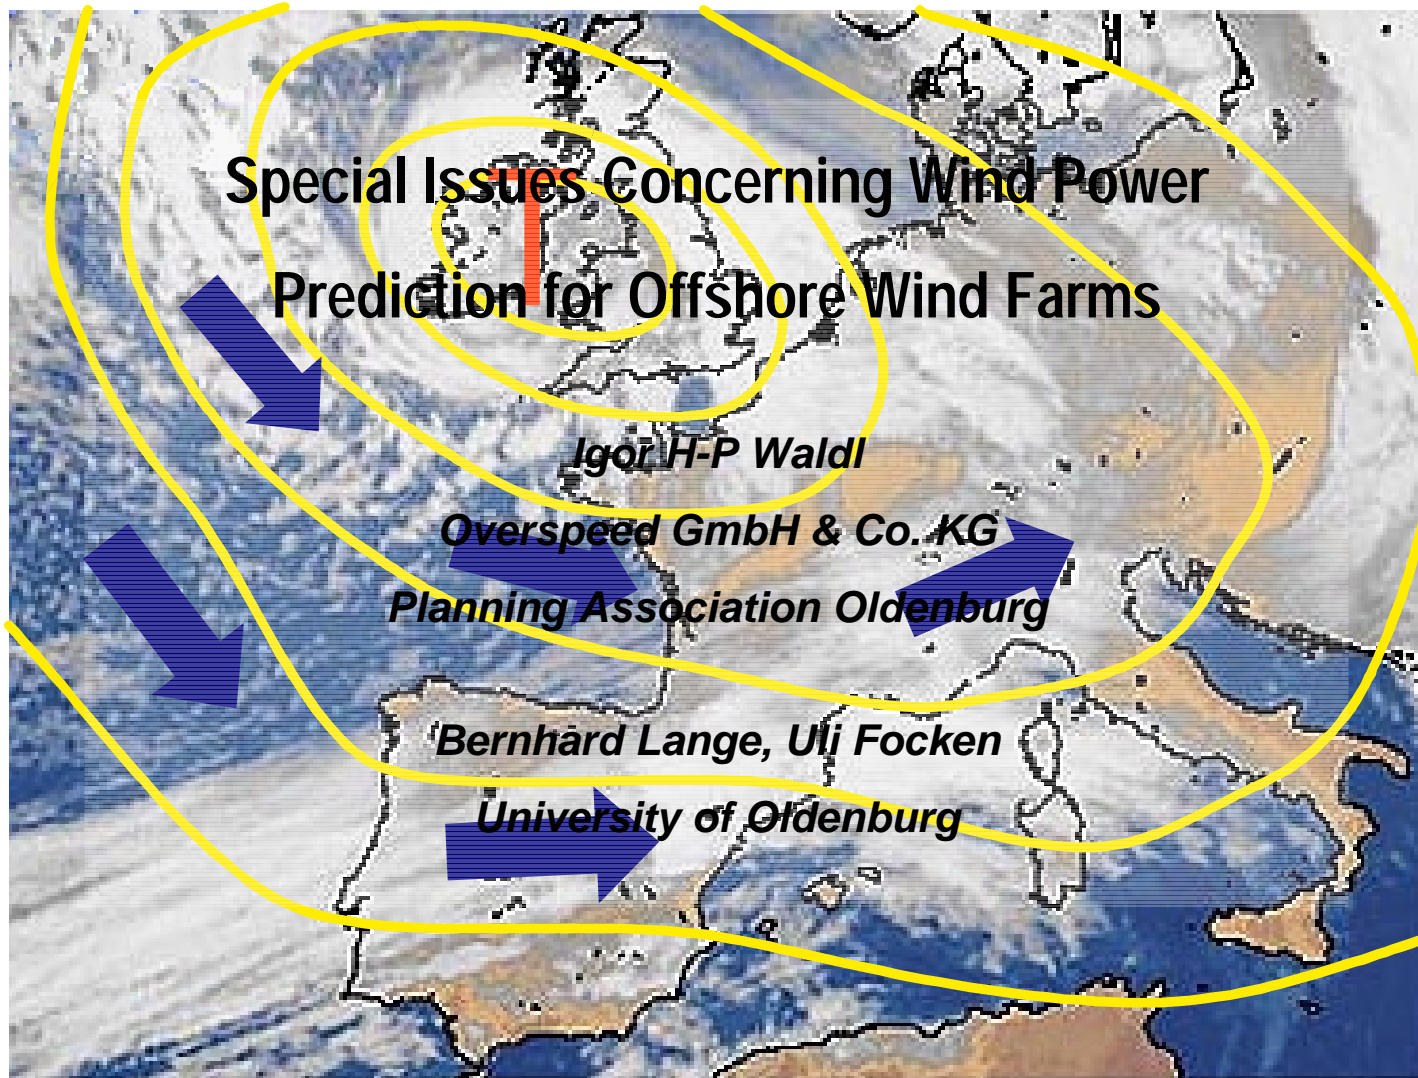 Special Issues Concerning Wind Power
T
Prediction for Offshore Wind Farms
Igor H-P Waldl
Overspeed GmbH & Co. KG
Planning Association Oldenburg
Bernhard Lange, Uli Focken
University of Oldenburg